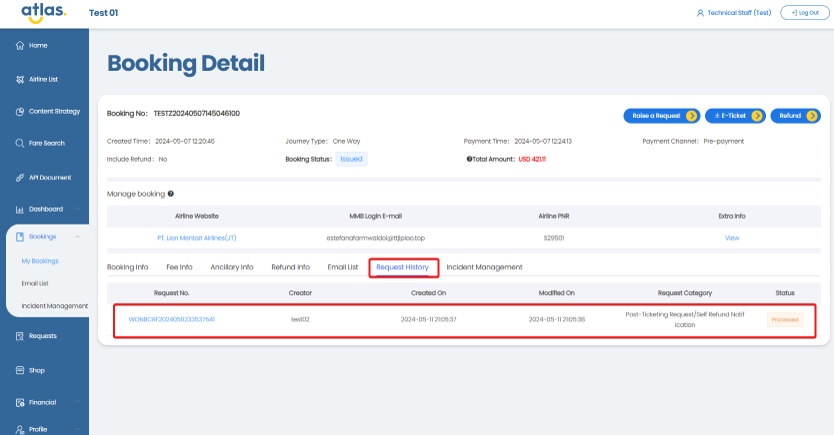 atlas.
Test 01
Technical Staff (Test)
Log Out
Home
Airline List
Content Strategy
Fare Search
API Document
Dashboard
Bookings
My Bookings
Email List
Incident Management
Requests
Shop
Financial
Profile
Booking Detail
Booking No: TESTZ20240507145046100
Raise a Request
E-Ticket
Refund
Created Time: 2024-05-07 12:20:46
Journey Type: One Way
Payment Time: 2024-05-07 12:24:13
Payment Channel: Pre-payment
Include Refund: No
Booking Status: Issued
Total Amount: USD 421.11
Manage booking
Airline Website
MMB Login E-mail
Airline PNR
Extra Info
PT. Lion Mentari Airlines(JT)
View
Booking Info
Fee Info
Ancillary Info
Refund Info
Email List
Request History
Incident Management
Request No.
Creator
Created On
Modified On
Request Category
Status
test02
2024-05-11 21:05:37
2024-05-11 21:05:38
Post-Ticketing Request/Self Refund Notif
ication
Processed